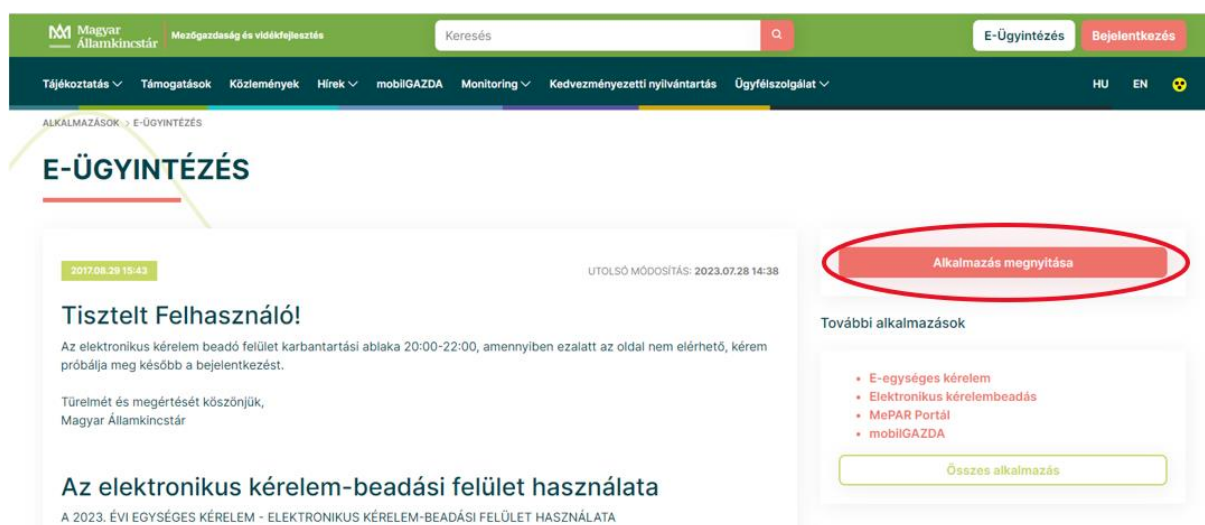 Magyar
Államkincstár
Mezőgazdaság és vidékfejlesztés
Keresés
E-Ügyintézés
Bejelentkezés
Tájékoztatás
Támogatások
Közlemények
Hírek
mobilGAZDA
Monitoring
Kedvezményezetti nyilvántartás
Ügyfélszolgálat
HU
EN
ALKALMAZÁSOK > E-ÜGYINTÉZÉS
E-ÜGYINTÉZÉS
2017.08.29 15:43
UTOLSÓ MÓDOSÍTÁS: 2023.07.28 14:38
Tisztelt Felhasználó!
Az elektronikus kérelem beadó felület karbantartási ablaka 20:00-22:00, amennyiben ezalatt az oldal nem elérhető, kérem
próbálja meg később a bejelentkezést.
Türelmét és megértését köszönjük,
Magyar Államkincstár
Az elektronikus kérelem-beadási felület használata
A 2023. ÉVI EGYSÉGES KÉRELEM - ELEKTRONIKUS KÉRELEM-BEADÁSI FELÜLET HASZNÁLATA
Alkalmazás megnyitása
További alkalmazások
• E-egységes kérelem
• Elektronikus kérelembeadás
• MePAR Portál
• mobilGAZDA
Összes alkalmazás